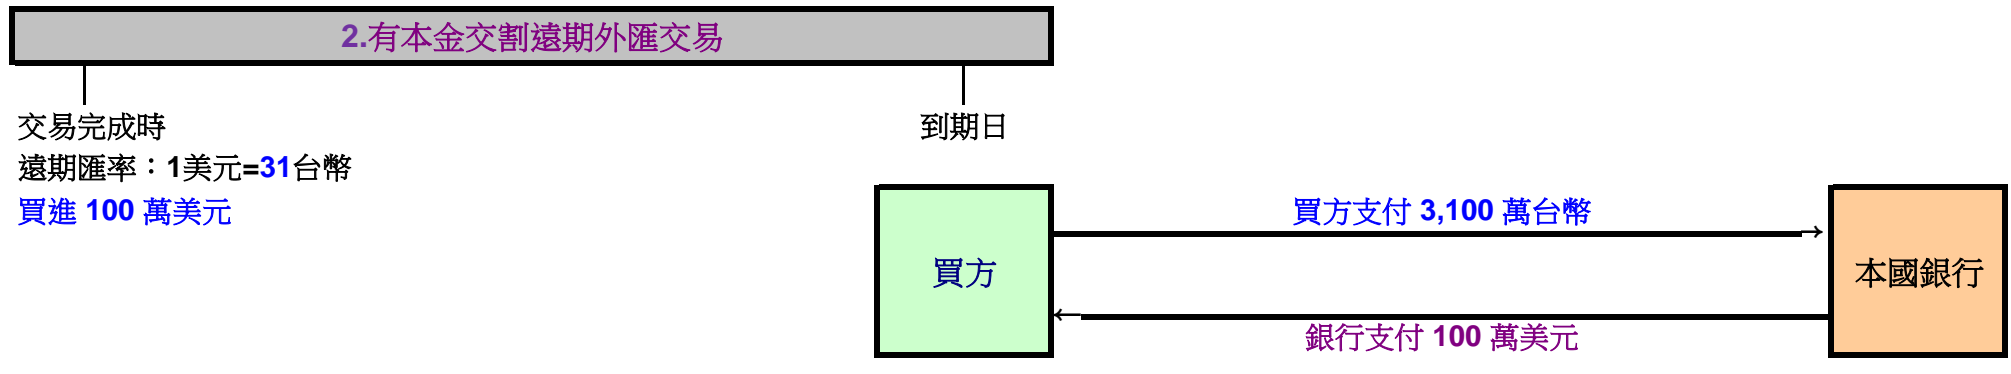 2.有本金交割遠期外匯交易
交易完成時
到期日
遠期匯率：1美元=31台幣
買進 100 萬美元
買方支付 3,100 萬台幣
買方
本國銀行
銀行支付 100 萬美元